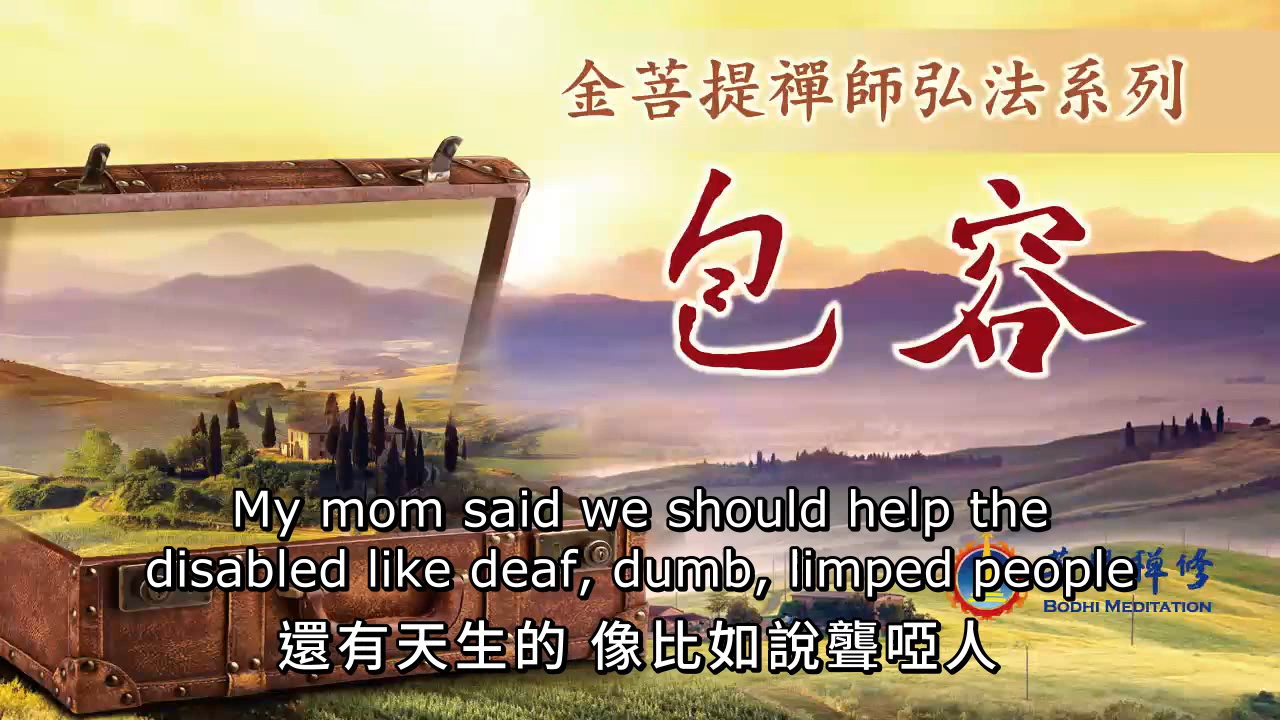 金菩提禪師弘法系列
包容
My mom said we should help the
disabled like deaf, dumb, limped people
禪修
BODHI MEDITATION
還有天生的 像比如說聾啞人